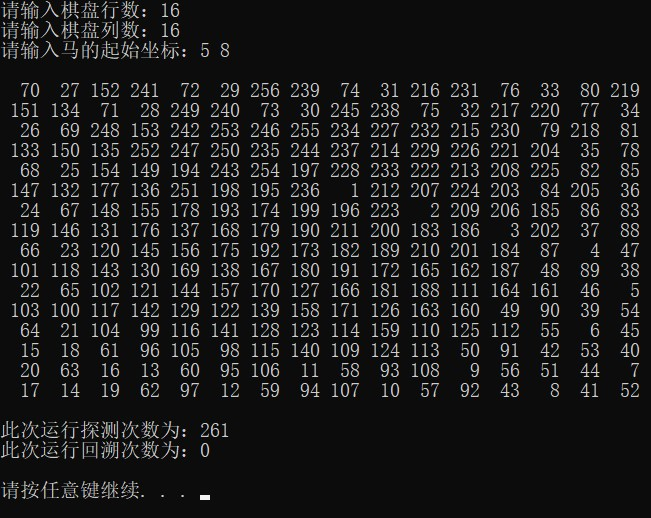 请输入棋盘行数：16
请输入棋盘列数：16
请输入马的起始坐标：5 8
70 27 152 241 72 29 256 239 74 31 216 231 76 33 80 219
151 134 71 28 249 240 73 30 245 238 75 32 217 220 77 34
26 69 248 153 242 253 246 255 234 227 232 215 230 79 218 81
133 150 135 252 247 250 235 244 237 214 229 226 221 204 35 78
68 25 154 149 194 243 254 197 228 233 222 213 208 225 82 85
147 132 177 136 251 198 195 236 1 212 207 224 203 84 205 36
24 67 148 155 178 193 174 199 196 223 2 209 206 185 86 83
119 146 131 176 137 168 179 190 211 200 183 186 3 202 37 88
66 23 120 145 156 175 192 173 182 189 210 201 184 87 4 47
101 118 143 130 169 138 167 180 191 172 165 162 187 48 89 38
22 65 102 121 144 157 170 127 166 181 188 111 164 161 46 5
103 100 117 142 129 122 139 158 171 126 163 160 49 90 39 54
64 21 104 99 116 141 128 123 114 159 110 125 112 55 6 45
15 18 61 96 105 98 115 140 109 124 113 50 91 42 53 40
20 63 16 13 60 95 106 11 58 93 108 9 56 51 44 7
17 14 19 62 97 12 59 94 107 10 57 92 43 8 41 52
此次运行探测次数为：261
此次运行回溯次数为：0
请按任意键继续. . .